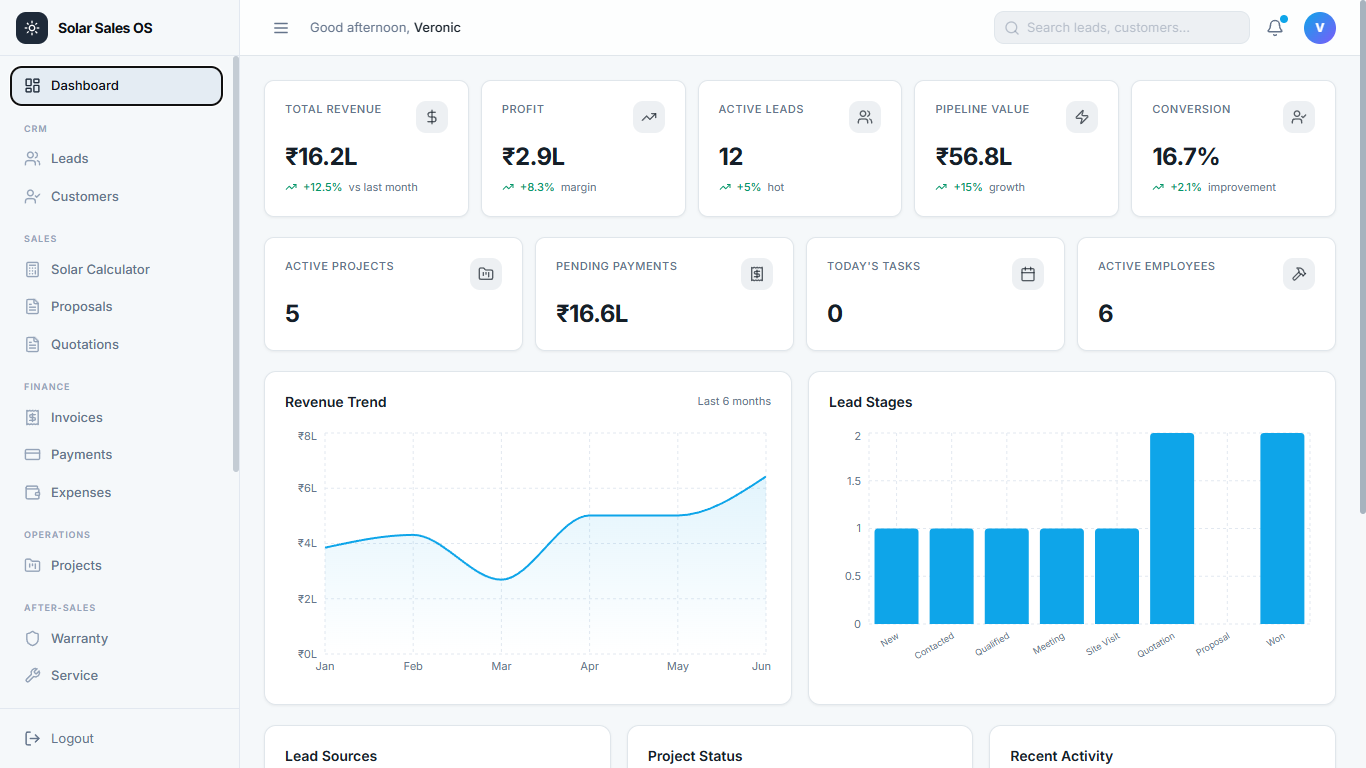 Solar Sales OS
Good afternoon, Veronic
Search leads, customers...
V
Dashboard
CRM
Leads
Customers
SALES
Solar Calculator
Proposals
Quotations
FINANCE
Invoices
Payments
Expenses
OPERATIONS
Projects
AFTER-SALES
Warranty
Service
Logout
TOTAL REVENUE
₹16.2L
+12.5% vs last month
PROFIT
₹2.9L
+8.3% margin
ACTIVE LEADS
12
+5% hot
PIPELINE VALUE
₹56.8L
+15% growth
CONVERSION
16.7%
+2.1% improvement
ACTIVE PROJECTS
5
PENDING PAYMENTS
₹16.6L
TODAY'S TASKS
0
ACTIVE EMPLOYEES
6
Revenue Trend
Last 6 months
₹8L
₹6L
₹4L
₹2L
₹0L
Jan Feb Mar Apr May Jun
Lead Stages
2
1.5
1
0.5
0
New Contacted Qualified Meeting Site Visit Quotation Proposal Won
Lead Sources
Project Status
Recent Activity